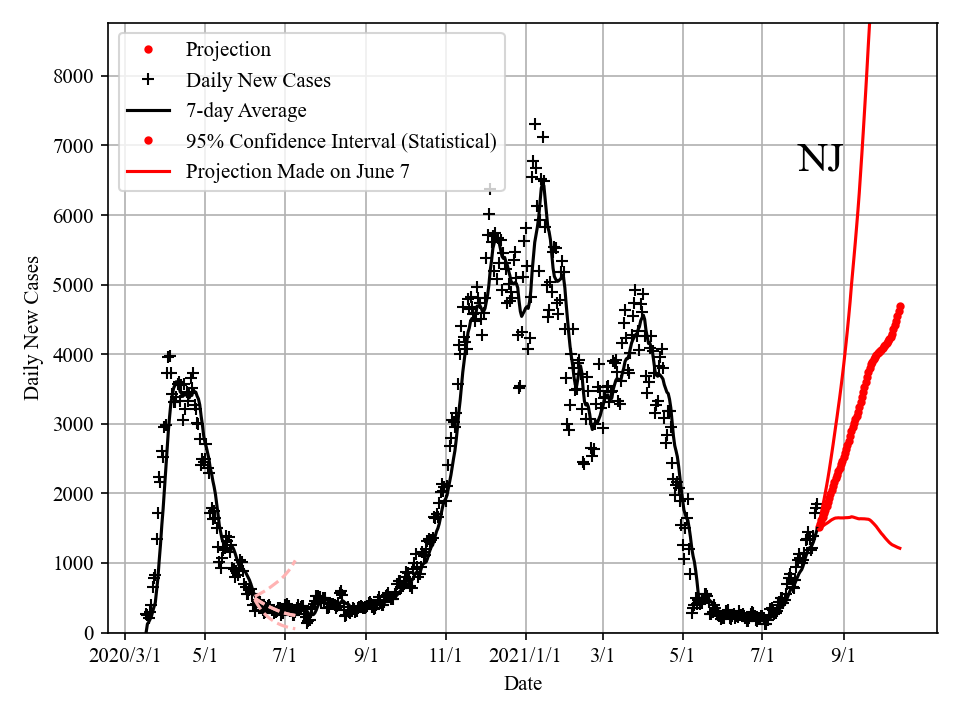 Projection
Daily New Cases
7-day Average
95% Confidence Interval (Statistical)
Projection Made on June 7
NJ
8000
7000
6000
5000
4000
3000
2000
1000
0
Daily New Cases
2020/3/1 5/1 7/1 9/1 11/1 2021/1/1 3/1 5/1 7/1 9/1
Date